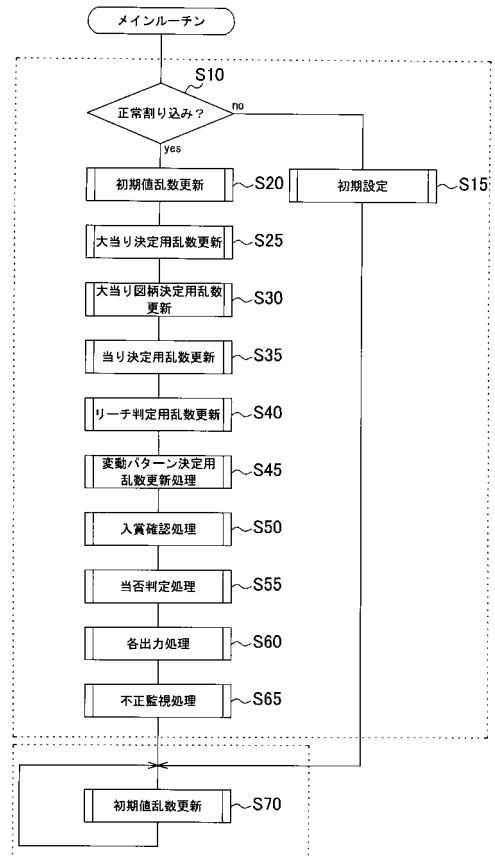 メインルーチン
S10
正常割り込み？
no
yes
初期値乱数更新
S20
初期設定
S15
大当り決定用乱数更新
S25
大当り図柄決定用乱数
更新
S30
当り決定用乱数更新
S35
リーチ判定用乱数更新
S40
変動パターン決定用
乱数更新処理
S45
入賞確認処理
S50
当否判定処理
S55
各出力処理
S60
不正監視処理
S65
初期値乱数更新
S70